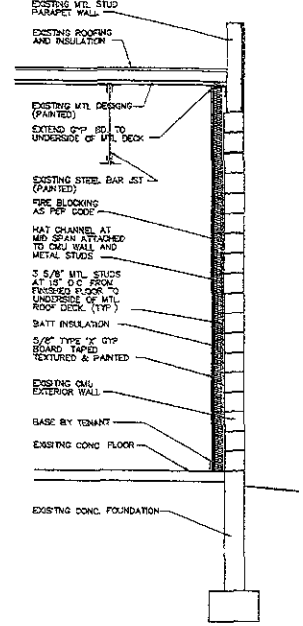 EXISTING MTL STUD
PARAPET WALL
EXISTING ROOFING
AND INSULATION
EXISTING MTL DESIGNG
(PAINTED)
EXTEND GYP BD. TO
UNDERSIDE OF MTL DECK
EXISTING STEEL BAR JST
(PAINTED)
FIRE BLOCKING
AS PER CODE
HAT CHANNEL AT
MID SPAN ATTACHED
TO CMU WALL AND
METAL STUDS
3 5/8" MTL STUDS
AT 16" O C FROM
FINISHED FLOOR TO
UNDERSIDE OF MTL
ROOF DECK. (TYP)
BATT INSULATION
5/8" TYPE 'X' GYP
BOARD TAPED
TEXTURED & PAINTED
EXISTING CMU
EXTERIOR WALL
BASE BY TENANT
EXISITNG CONC FLOOR
EXISITNG CONC. FOUNDATION